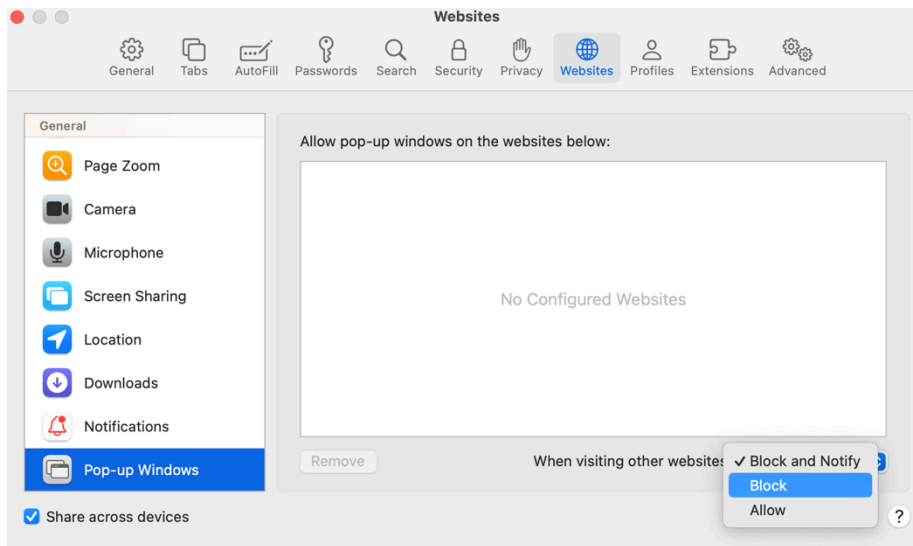 Websites
General
Tabs
AutoFill
Passwords
Search
Security
Privacy
Websites
Profiles
Extensions
Advanced
General
Page Zoom
Camera
Microphone
Screen Sharing
Location
Downloads
Notifications
Pop-up Windows
Share across devices
Allow pop-up windows on the websites below:
No Configured Websites
Remove
When visiting other websites
✓ Block and Notify
Block
Allow
?